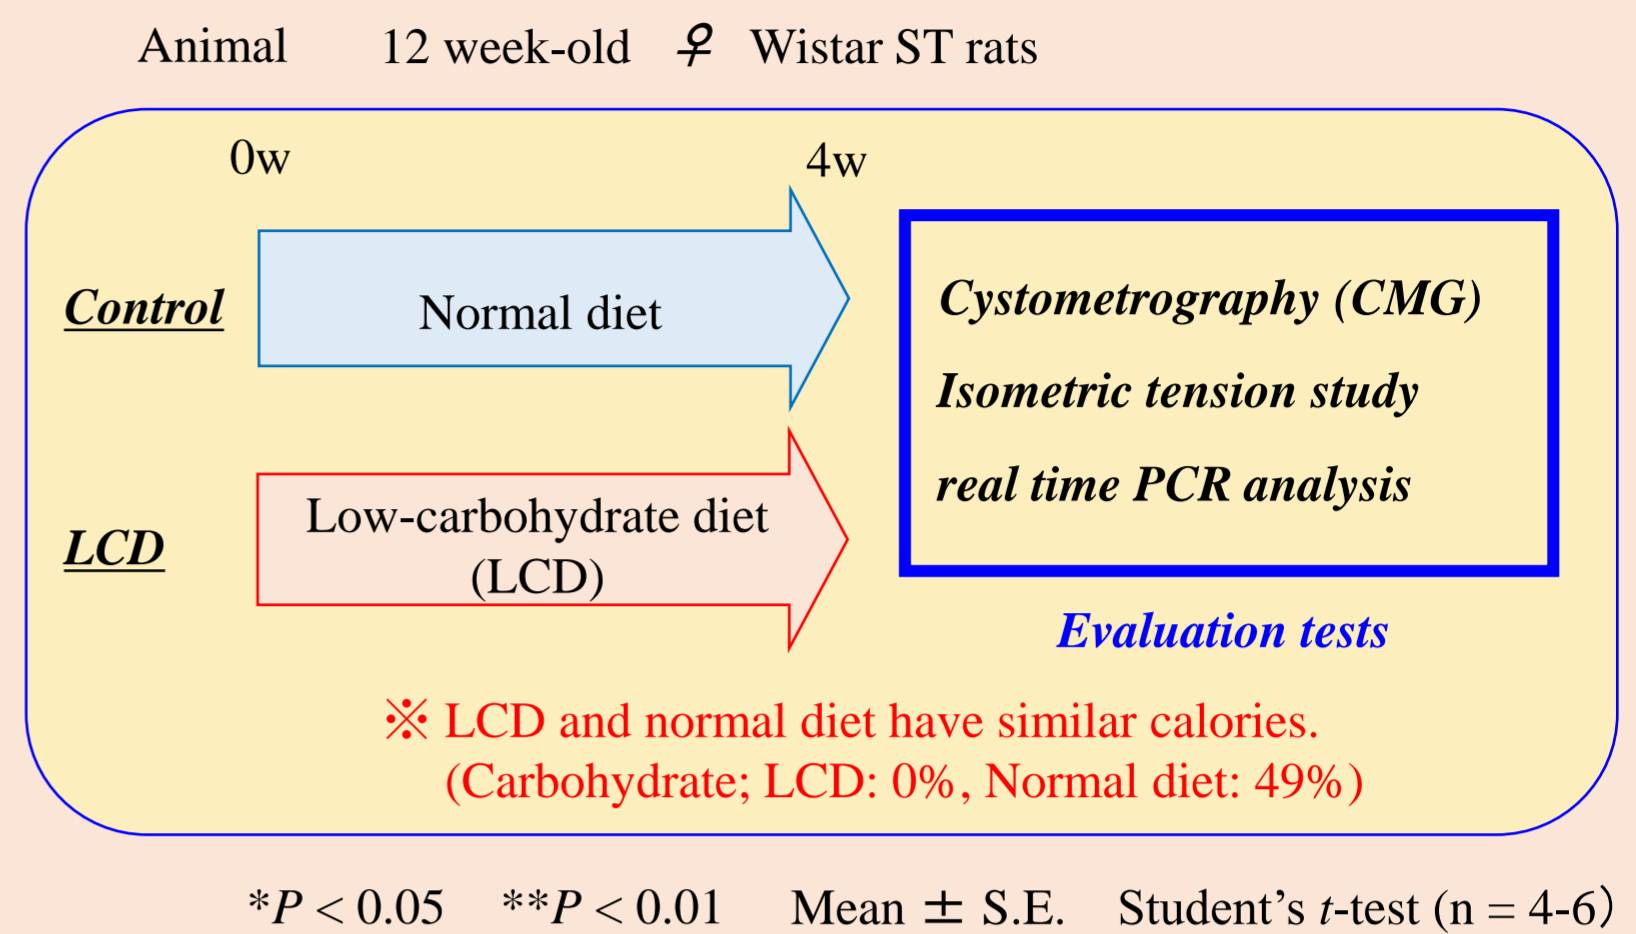 Animal 12 week-old ♀ Wistar ST rats
0w 4w
Control
Normal diet
LCD
Low-carbohydrate diet
(LCD)
Cystometrography (CMG)
Isometric tension study
real time PCR analysis
Evaluation tests
※ LCD and normal diet have similar calories.
(Carbohydrate; LCD: 0%, Normal diet: 49%)
*P < 0.05 **P < 0.01 Mean ± S.E. Student’s t-test (n = 4-6)